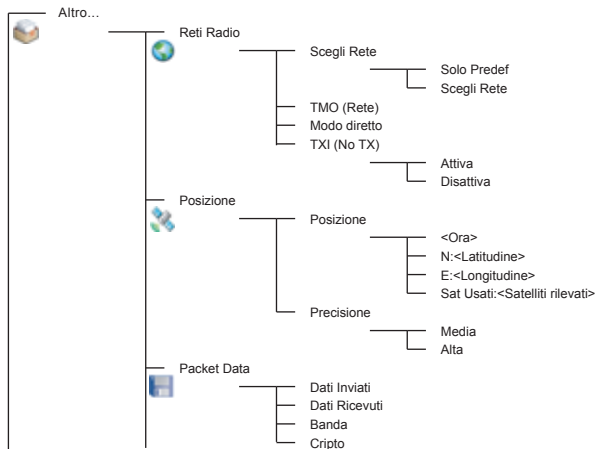 Altro…
Reti Radio
Scegli Rete
Solo Predef
Scegli Rete
TMO (Rete)
Modo diretto
TXI (No TX)
Attiva
Disattiva
Posizione
Posizione
<Ora>
N:<Latitudine>
E:<Longitudine>
Sat Usati:<Satelliti rilevati>
Precisione
Media
Alta
Packet Data
Dati Inviati
Dati Ricevuti
Banda
Cripto